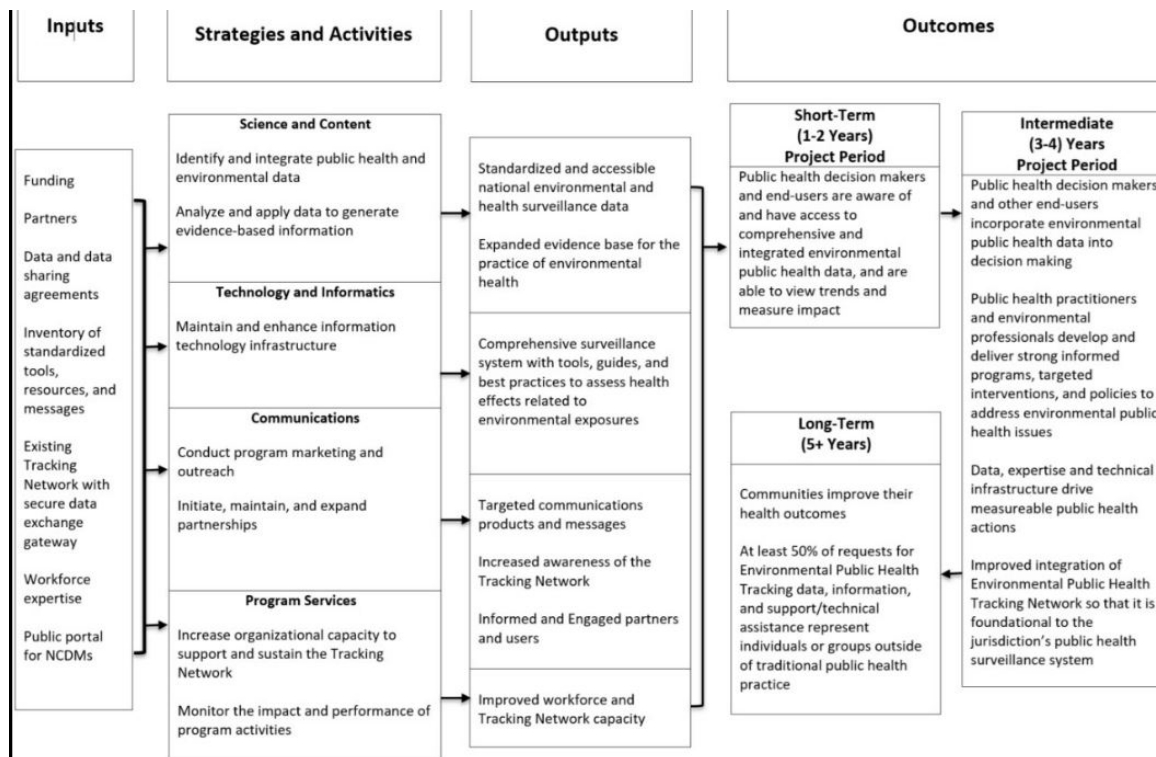 Inputs
Strategies and Activities
Outputs
Outcomes
Funding
Partners
Data and data
sharing
agreements
Inventory of
standardized
tools,
resources, and
messages
Existing
Tracking
Network with
secure data
exchange
gateway
Workforce
expertise
Public portal
for NCDMs
Science and Content
Identify and integrate public health and
environmental data
Analyze and apply data to generate
evidence-based information
Technology and Informatics
Maintain and enhance information
technology infrastructure
Communications
Conduct program marketing and
outreach
Initiate, maintain, and expand
partnerships
Program Services
Increase organizational capacity to
support and sustain the Tracking
Network
Monitor the impact and performance of
program activities
Standardized and accessible
national environmental and
health surveillance data
Expanded evidence base for the
practice of environmental
health
Comprehensive surveillance
system with tools, guides, and
best practices to assess health
effects related to
environmental exposures
Targeted communications
products and messages
Increased awareness of the
Tracking Network
Informed and Engaged partners
and users
Improved workforce and
Tracking Network capacity
Short-Term
(1-2 Years)
Project Period
Public health decision makers
and end-users are aware of
and have access to
comprehensive and
integrated environmental
public health data, and are
able to view trends and
measure impact
Intermediate
(3-4) Years
Project Period
Public health decision makers
and other end-users
incorporate environmental
public health data into
decision making
Public health practitioners
and environmental
professionals develop and
deliver strong informed
programs, targeted
interventions, and policies to
address environmental public
health issues
Data, expertise and technical
infrastructure drive
measureable public health
actions
Improved integration of
Environmental Public Health
Tracking Network so that it is
foundational to the
jurisdiction's public health
surveillance system
Long-Term
(5+ Years)
Communities improve their
health outcomes
At least 50% of requests for
Environmental Public Health
Tracking data, information,
and support/technical
assistance represent
individuals or groups outside
of traditional public health
practice